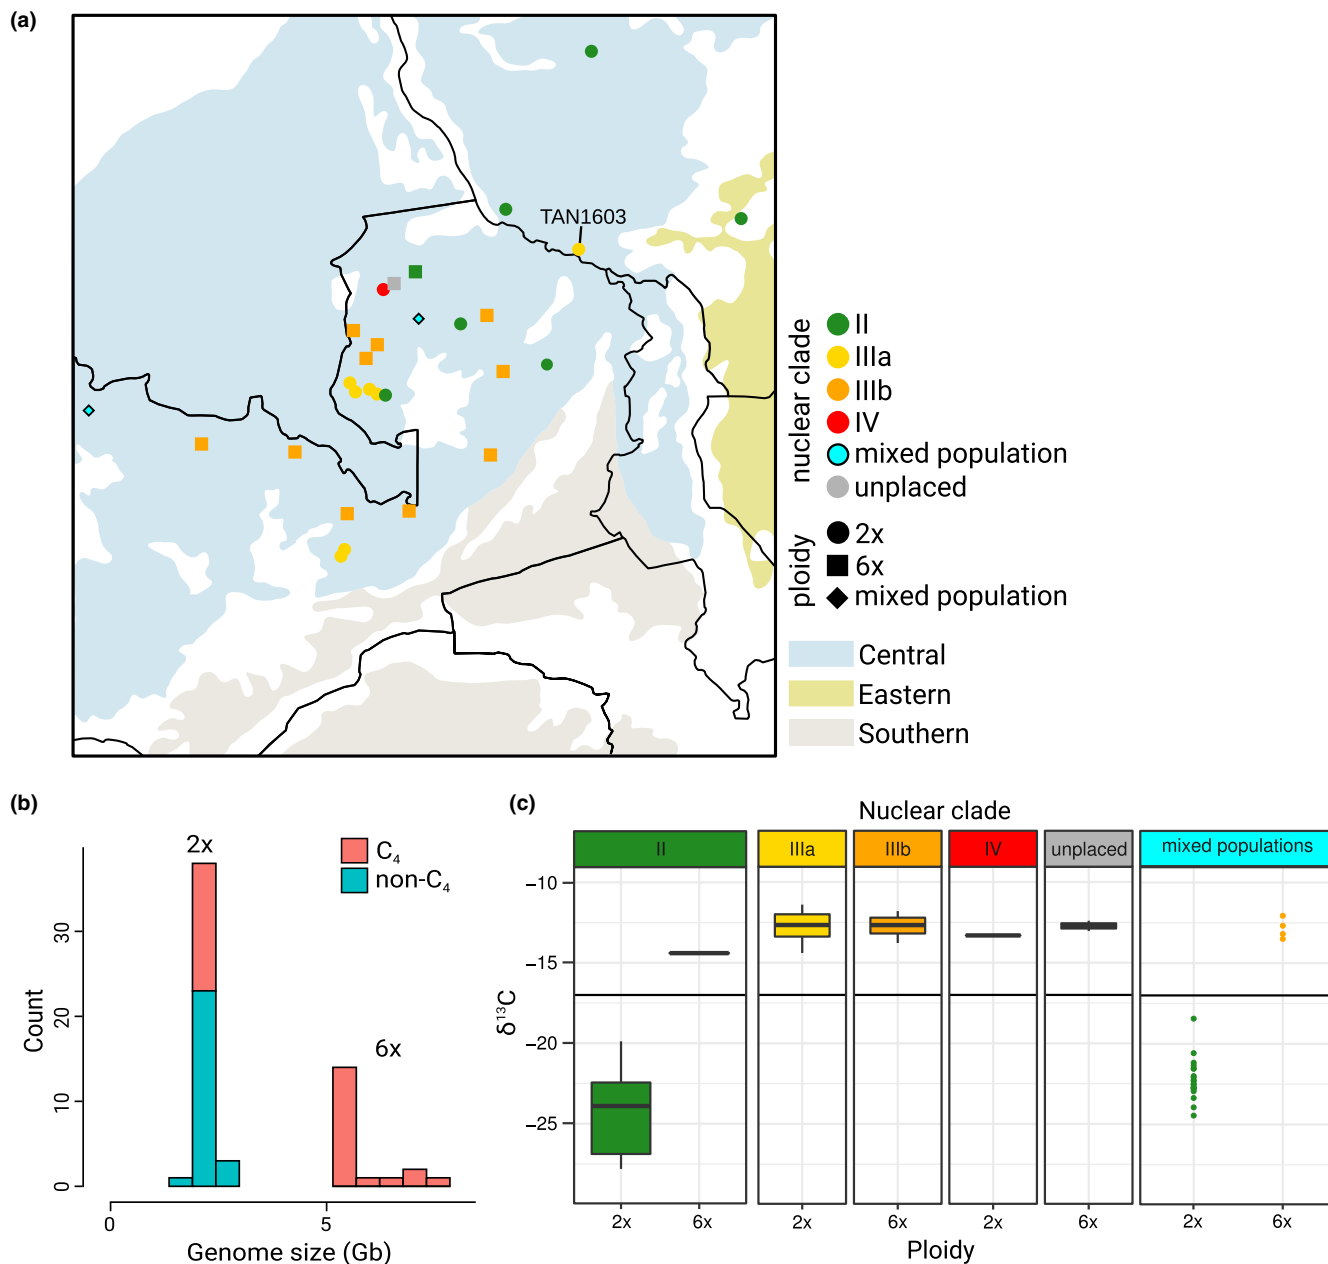 (a)
TAN1603
nuclear clade
II
IIIa
IIIb
IV
mixed population
unplaced
ploidy
2x
6x
mixed population
Central
Eastern
Southern
(b)
2x
6x
C4
non-C4
Count
0
10
20
30
0
5
Genome size (Gb)
(c)
Nuclear clade
II
IIIa
IIIb
IV
unplaced
mixed populations
δ13C
−10
−15
−20
−25
2x
6x
2x
6x
2x
6x
2x
6x
Ploidy